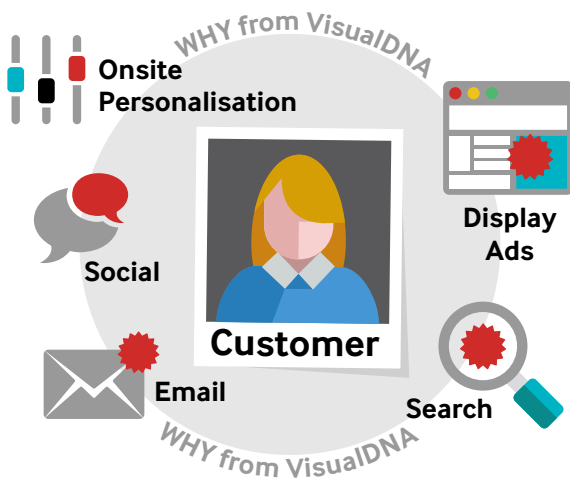 WHY from VisualDNA
Onsite
Personalisation
Display
Ads
Social
Customer
Email
Search
WHY from VisualDNA